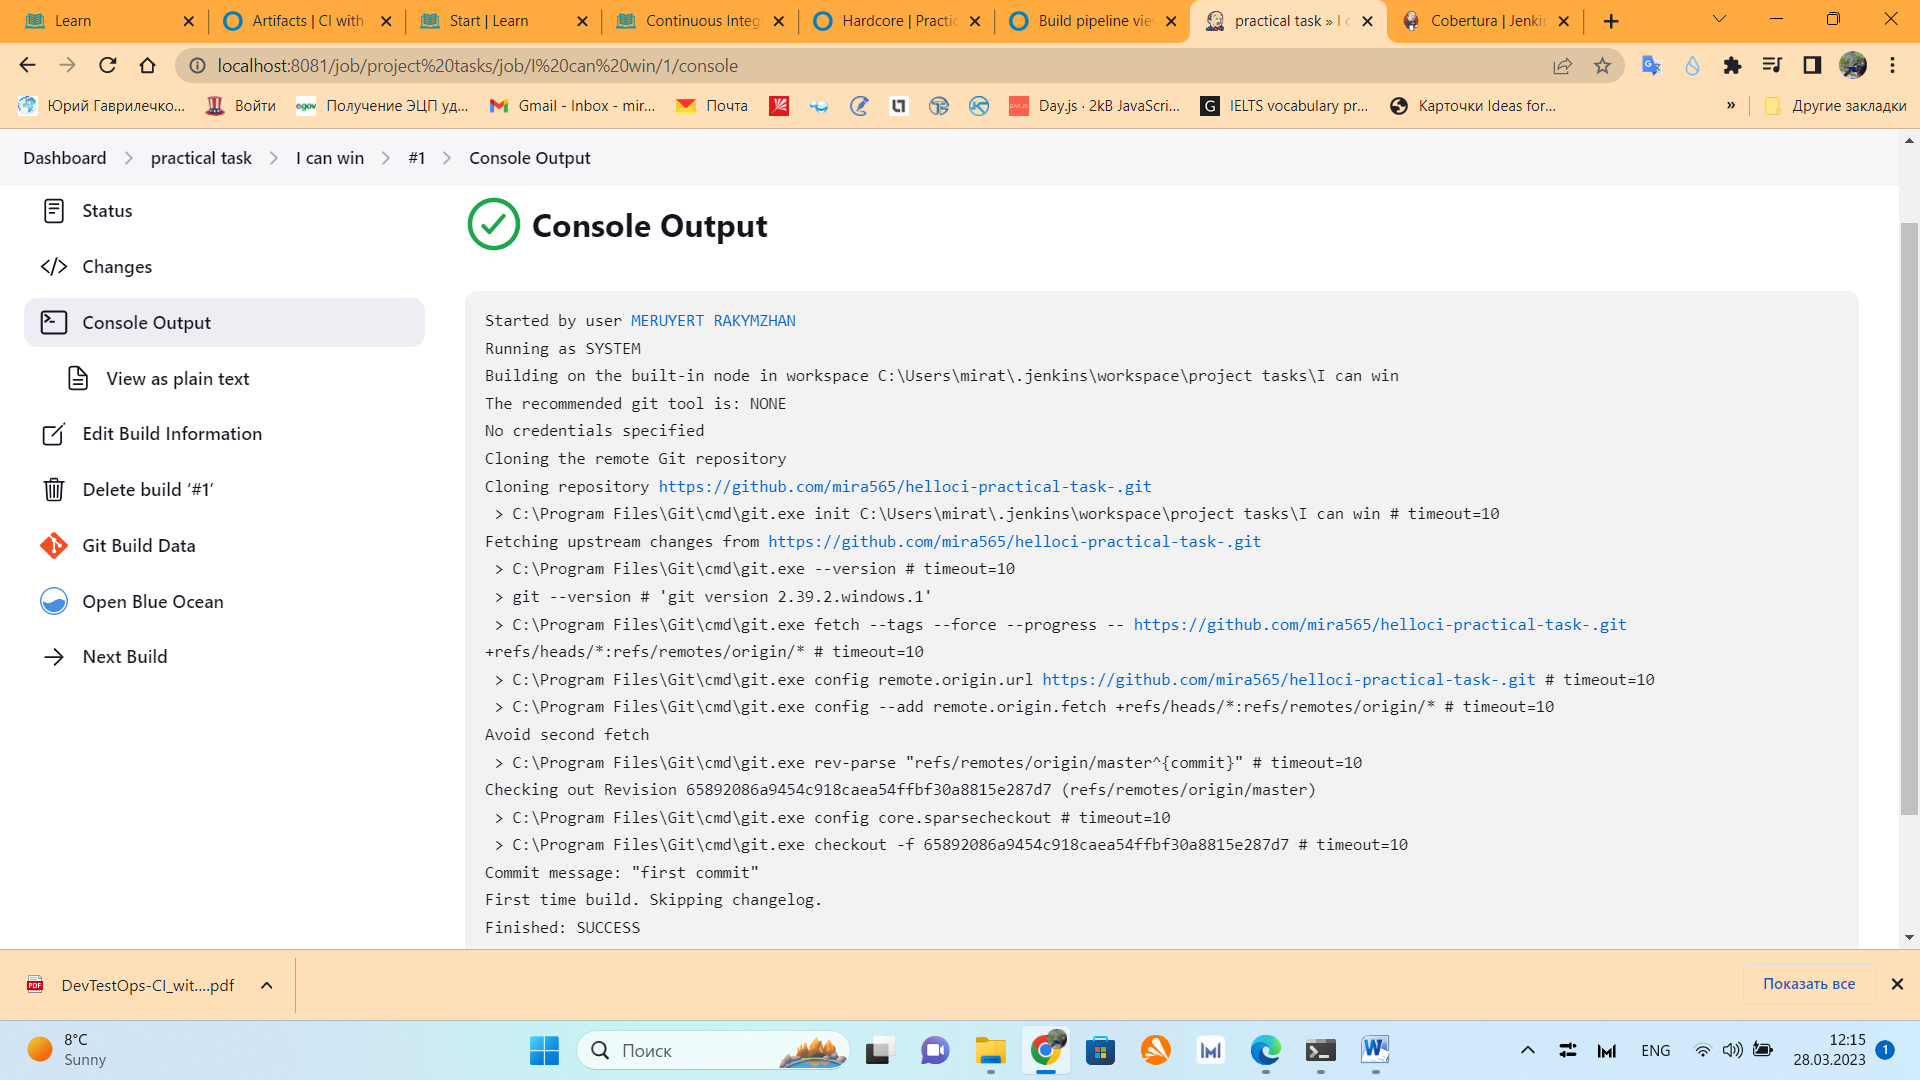 Learn
Artifacts | CI with
Start | Learn
Continuous Integ
Hardcore | Practic
Build pipeline vie
practical task » I c
Cobertura | Jenki
localhost:8081/job/project%20tasks/job/I%20can%20win/1/console
Юрий Гаврилечко...
Войти
egov
Получение ЭЦП уд...
Gmail - Inbox - mir...
Почта
DAY.JS
Day.js · 2kB JavaScri...
G
IELTS vocabulary pr...
Карточки Ideas for...
»
Другие закладки
Dashboard
practical task
I can win
#1
Console Output
Status
Changes
Console Output
View as plain text
Edit Build Information
Delete build ‘#1’
Git Build Data
Open Blue Ocean
Next Build
Console Output
Started by user MERUYERT RAKYMZHAN
Running as SYSTEM
Building on the built-in node in workspace C:\Users\mirat\.jenkins\workspace\project tasks\I can win
The recommended git tool is: NONE
No credentials specified
Cloning the remote Git repository
Cloning repository https://github.com/mira565/helloci-practical-task-.git
> C:\Program Files\Git\cmd\git.exe init C:\Users\mirat\.jenkins\workspace\project tasks\I can win # timeout=10
Fetching upstream changes from https://github.com/mira565/helloci-practical-task-.git
> C:\Program Files\Git\cmd\git.exe --version # timeout=10
> git --version # 'git version 2.39.2.windows.1'
> C:\Program Files\Git\cmd\git.exe fetch --tags --force --progress -- https://github.com/mira565/helloci-practical-task-.git
+refs/heads/*:refs/remotes/origin/* # timeout=10
> C:\Program Files\Git\cmd\git.exe config remote.origin.url https://github.com/mira565/helloci-practical-task-.git # timeout=10
> C:\Program Files\Git\cmd\git.exe config --add remote.origin.fetch +refs/heads/*:refs/remotes/origin/* # timeout=10
Avoid second fetch
> C:\Program Files\Git\cmd\git.exe rev-parse "refs/remotes/origin/master^{commit}" # timeout=10
Checking out Revision 65892086a9454c918caea54ffbf30a8815e287d7 (refs/remotes/origin/master)
> C:\Program Files\Git\cmd\git.exe config core.sparsecheckout # timeout=10
> C:\Program Files\Git\cmd\git.exe checkout -f 65892086a9454c918caea54ffbf30a8815e287d7 # timeout=10
Commit message: "first commit"
First time build. Skipping changelog.
Finished: SUCCESS
PDF
DevTestOps-CI_wit....pdf
Показать все
8°C
Sunny
Поиск
ENG
12:15
28.03.2023
1